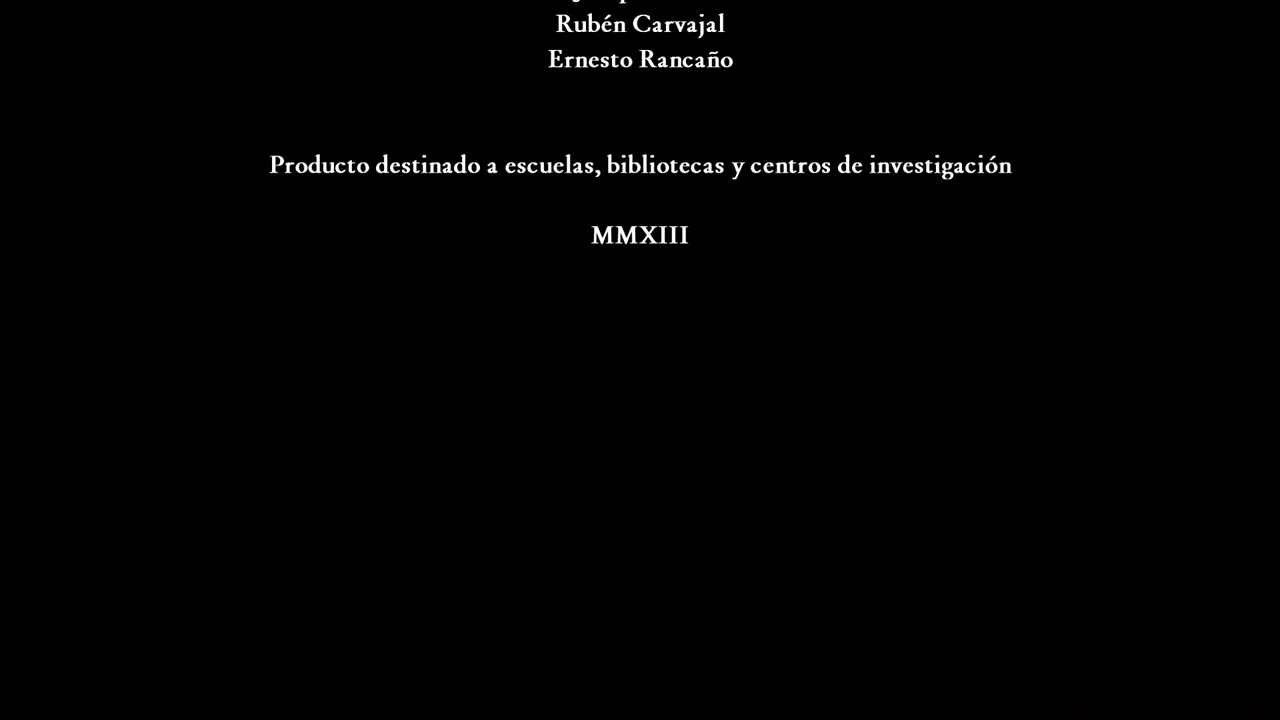 Rubén Carvajal
Ernesto Rancaño
Producto destinado a escuelas, bibliotecas y centros de investigación
MMXIII